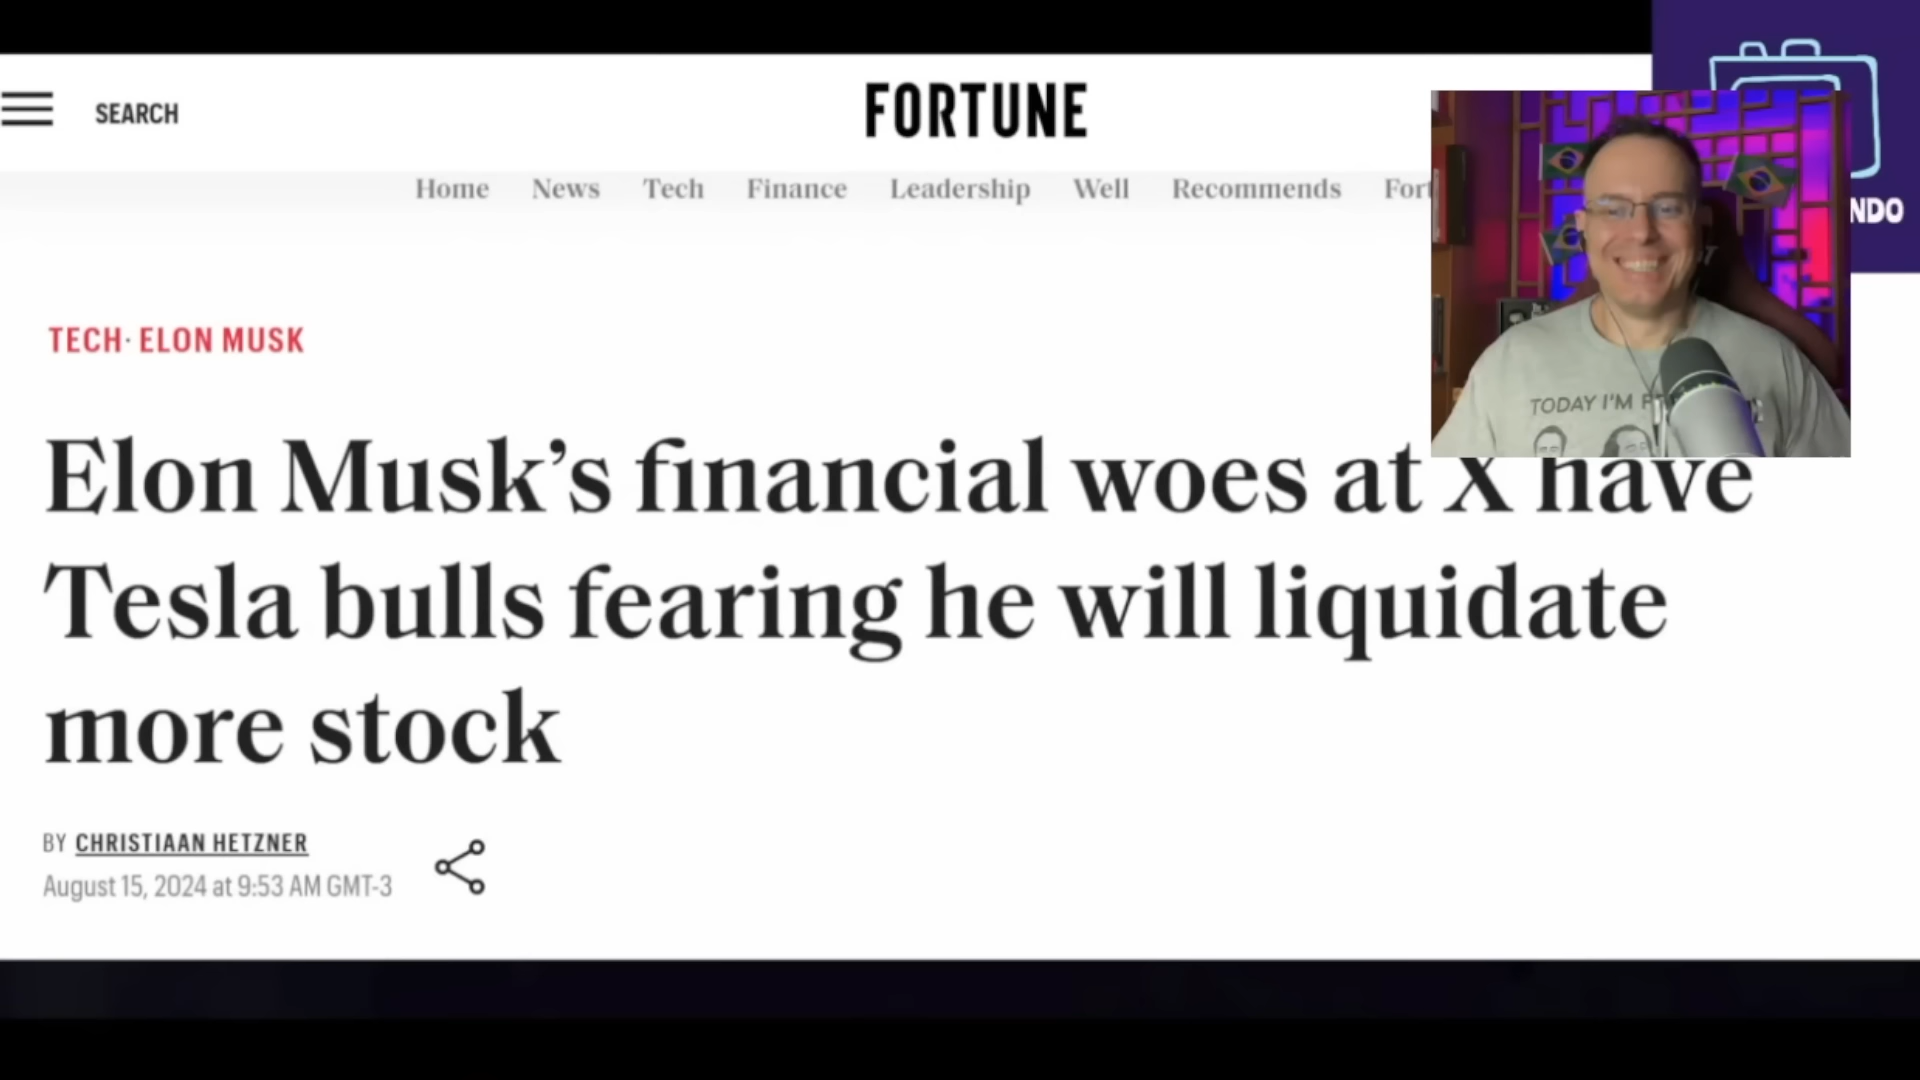 SEARCH
FORTUNE
Home News Tech Finance Leadership Well Recommends
NDO
TECH· ELON MUSK
TODAY I'M
Elon Musk’s financial woes at X have
Tesla bulls fearing he will liquidate
more stock
BY CHRISTIAAN HETZNER
August 15, 2024 at 9:53 AM GMT-3